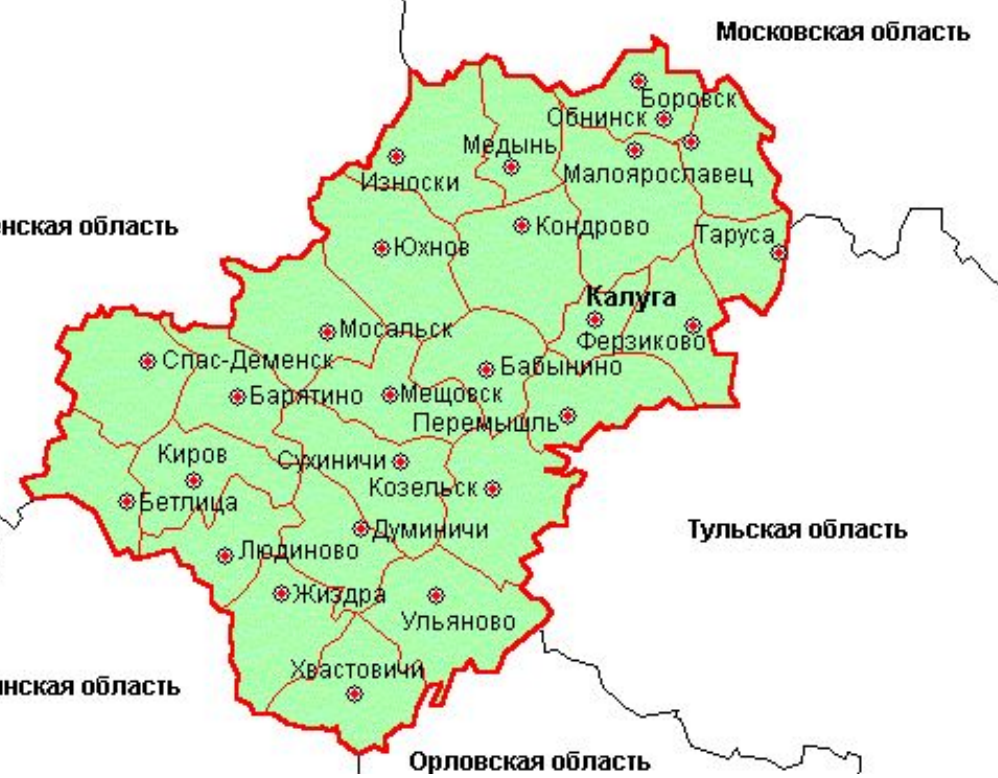 Московская область
Боровск
Обнинск
Медынь
Малоярославец
Износки
енская область
Кондрово
Таруса
Юхнов
Калуга
Мосальск
Ферзиково
Спас-Деменск
Бабынино
Барятино
Мещовск
Перемышль
Киров
Сухиничи
Козельск
Бетлица
Думиничи
Тульская область
Людиново
Жиздра
Ульяново
Хвастовичи
нская область
Орловская область